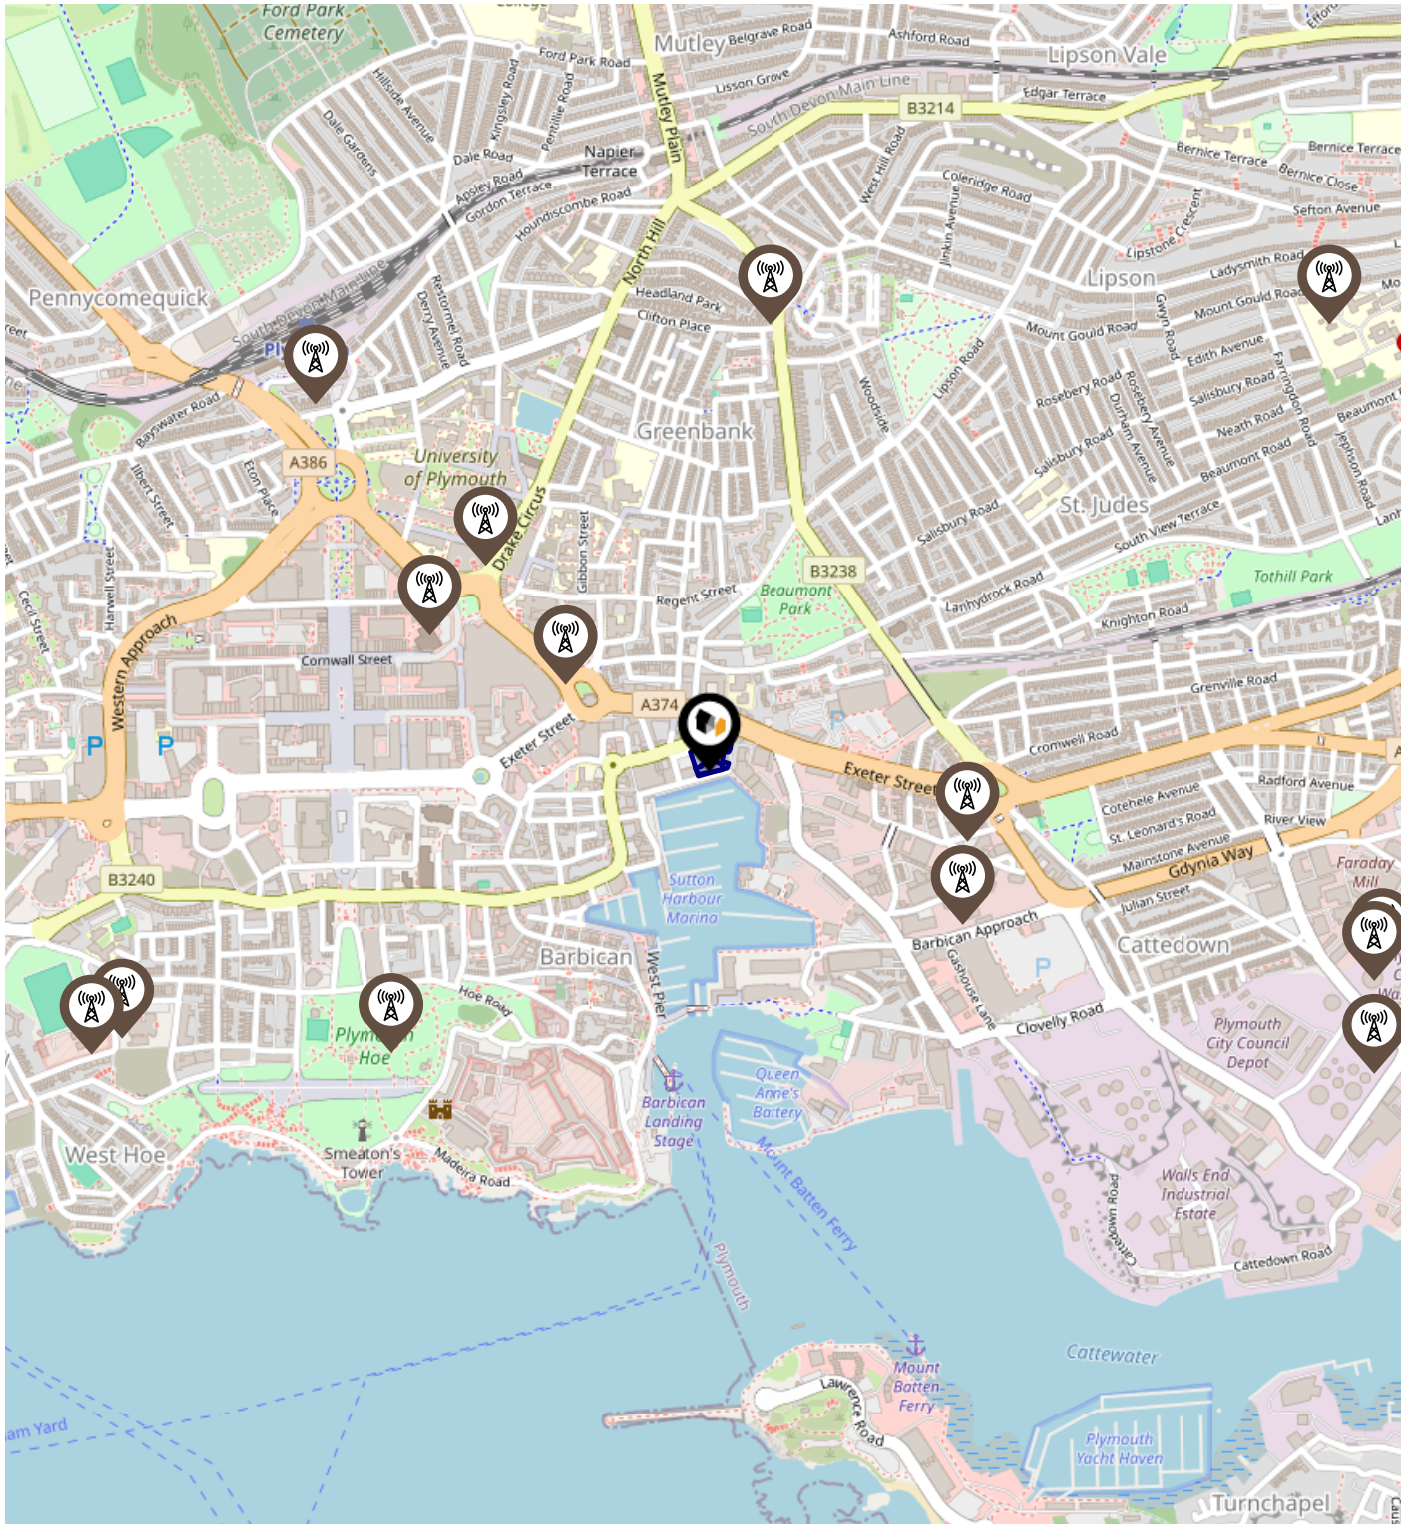 Ford Park
Cemetery
College
Mutley
Belgrave Road
Ashford Road
Lipson Vale
Ford Park Road
Lisson Grove
South Devon Main Line
Edgar Terrace
B3214
Hillside Avenue
Kingsley Road
Pentillie Road
Mutley Plain
Dale Gardens
Dale Road
Napier
Terrace
West Hill Road
Bernice Terrace
Bernice Terrace
Bernice Close
Apsley Road
Gordon Terrace
Houndiscombe Road
Coleridge Road
Jinkin Avenue
Sefton Avenue
Lipstone Crescent
North Hill
Ladysmith Road
Pennycomequick
South Devon Main Line
Restormel Road
Derry Avenue
Headland Park
Clifton Place
Lipson
Mount Gould Road
Mount Gould Road
Gwyn Road
Edith Avenue
Lipson Road
Woodside
Rosebery Road
Rosebery Avenue
Durham Avenue
Salisbury Road
Farringdon Road
Neath Road
Beaumont Road
Jephson Road
Bayswater Road
Greenbank
Salisbury Road
A386
University
of Plymouth
Jilbert Street
Eton Place
St. Judes
South View Terrace
Salisbury Road
Drake Circus
Gibbon Street
Harwell Street
Cecil Street
B3238
Tothill Park
Regent Street
Beaumont
Park
Lanhydrock Road
Knighton Road
Western Approach
Cornwall Street
Grenville Road
A374
P
P
P
Exeter Street
Cromwell Road
Exeter Street
Radford Avenue
Cotehele Avenue
St. Leonard's Road
River View
Mainstone Avenue
Gdynia Way
Faraday
Mill
B3240
Sutton
Harbour
Marina
Julian Street
Barbican Approach
Cattedown
Barbican
West Pier
P
Gashouse Lane
Hoe Road
Clovelly Road
Plymouth
City Council
Depot
Hoe
Queen
Anne's
Battery
Barbican
Landing
Stage
West Hoe
Smeaton's
Tower
Madeira Road
Mount Batten Ferry
Walls End
Industrial
Estate
Cattedown Road
Cattedown Road
Plymouth
Cattewater
Mount
Batten
Ferry
Lawrence Road
Plymouth
Yacht Haven
Turnchapel